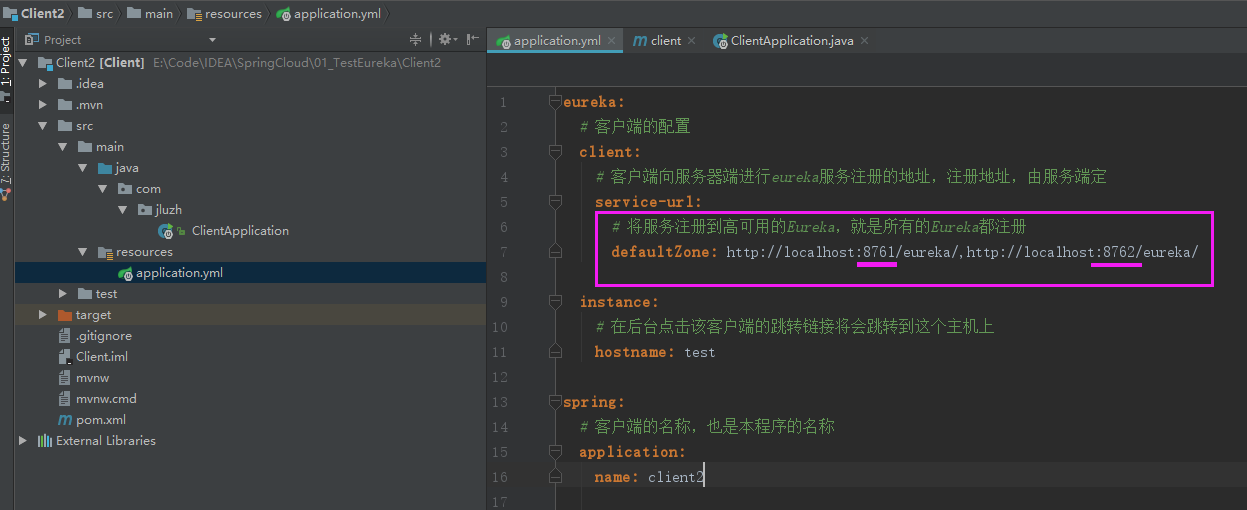 Client2 src main resources application.yml
Project
application.yml client ClientApplication.java
1: Project
7: Structure
Client2 [Client] E:\Code\IDEA\SpringCloud\01_TestEureka\Client2
.idea
.mvn
src
main
java
com
jluzh
ClientApplication
resources
application.yml
test
target
.gitignore
Client.iml
mvnw
mvnw.cmd
pom.xml
External Libraries
1 eureka:
2 # 客户端的配置
3 client:
4 # 客户端向服务器端进行eureka服务注册的地址，注册地址，由服务端定
5 service-url:
6 # 将服务注册到高可用的Eureka，就是所有的Eureka都注册
7 defaultZone: http://localhost:8761/eureka/,http://localhost:8762/eureka/
8
9 instance:
10 # 在后台点击该客户端的跳转链接将会跳转到这个主机上
11 hostname: test
12
13 spring:
14 # 客户端的名称，也是本程序的名称
15 application:
16 name: client2
17